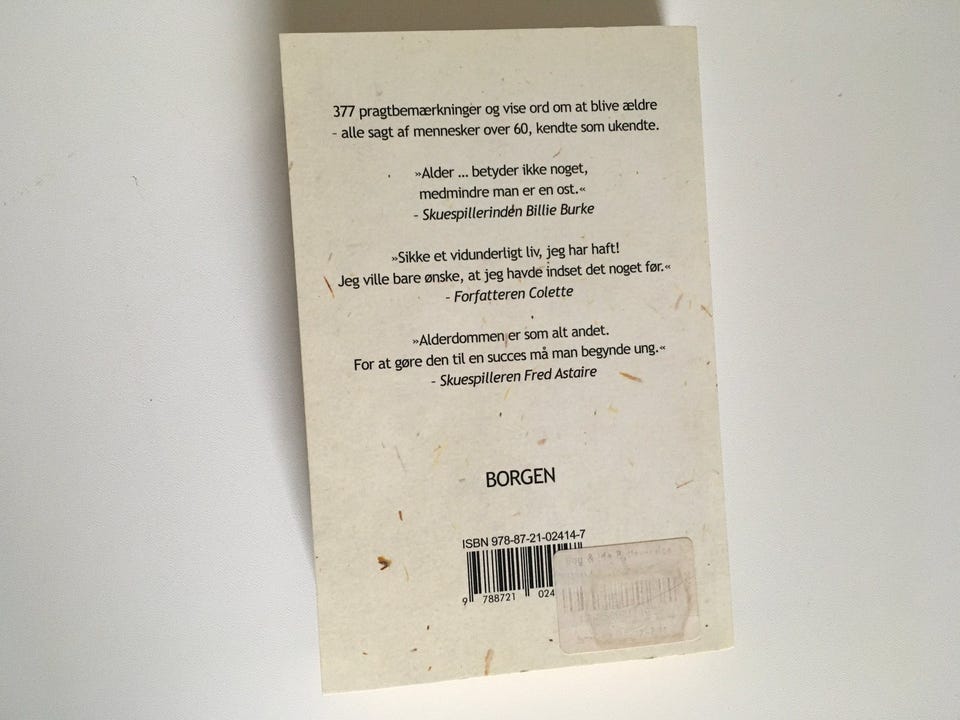 377 pragtbemærkninger og vise ord om at blive ældre
– alle sagt af mennesker over 60, kendte som ukendte.
»Alder ... betyder ikke noget,
medmindre man er en ost.«
– Skuespillerinden Billie Burke
»Sikke et vidunderligt liv, jeg har haft!
Jeg ville bare ønske, at jeg havde indset det noget før.«
– Forfatteren Colette
»Alderdommen er som alt andet.
For at gøre den til en succes må man begynde ung.«
– Skuespilleren Fred Astaire
BORGEN
ISBN 978-87-21-02414-7
9 788721 024